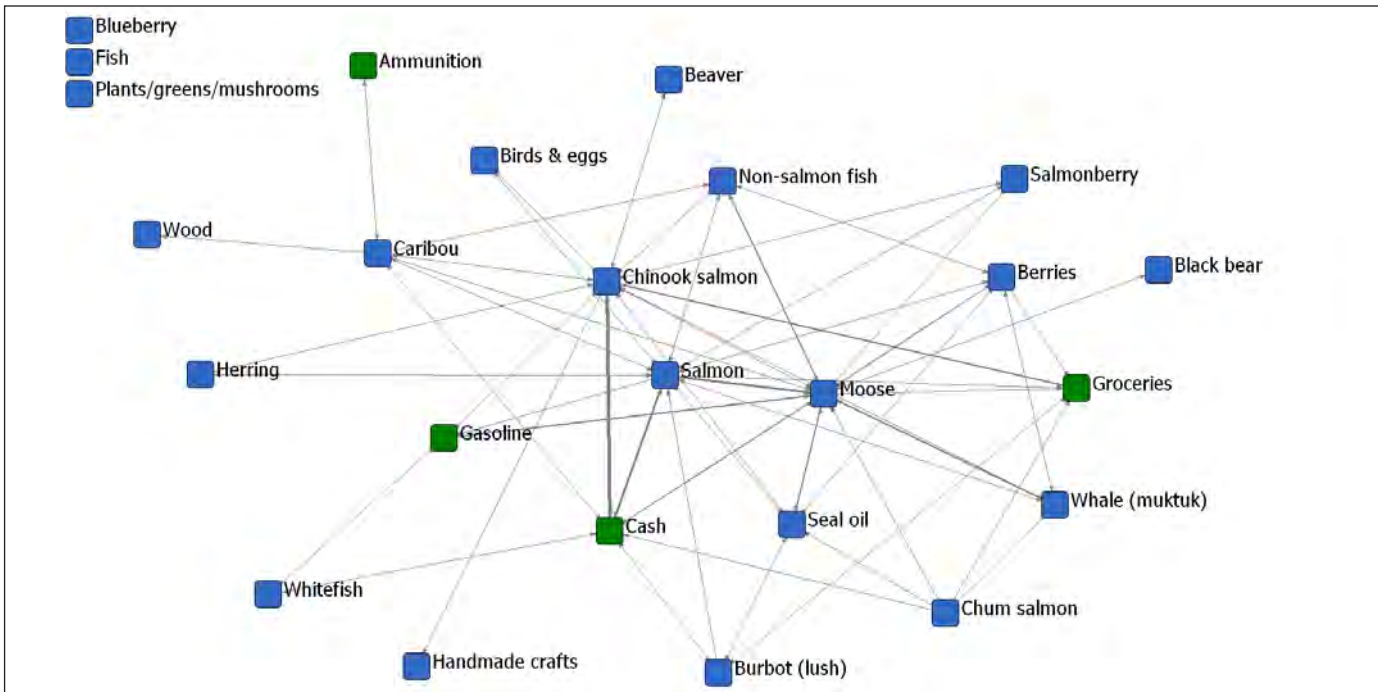 Blueberry
Fish
Plants/greens/mushrooms
Ammunition
Beaver
Birds & eggs
Non-salmon fish
Salmonberry
Wood
Caribou
Chinook salmon
Berries
Black bear
Herring
Salmon
Moose
Groceries
Gasoline
Cash
Seal oil
Whale (muktuk)
Whitefish
Chum salmon
Handmade crafts
Burbot (lush)